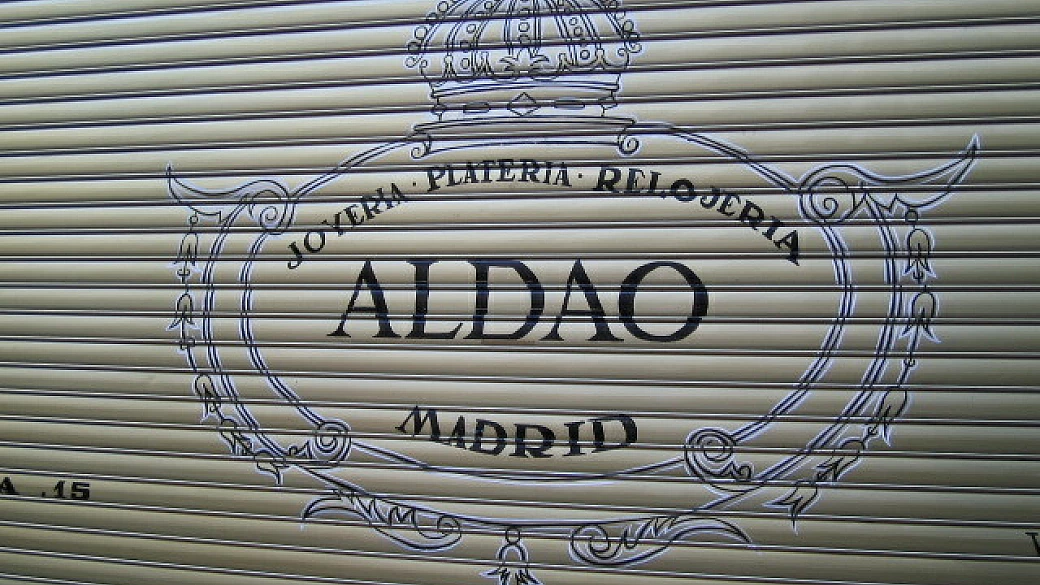 JOYERIA · PLATERIA · RELOJERIA
ALDAO
MADRID
A .15